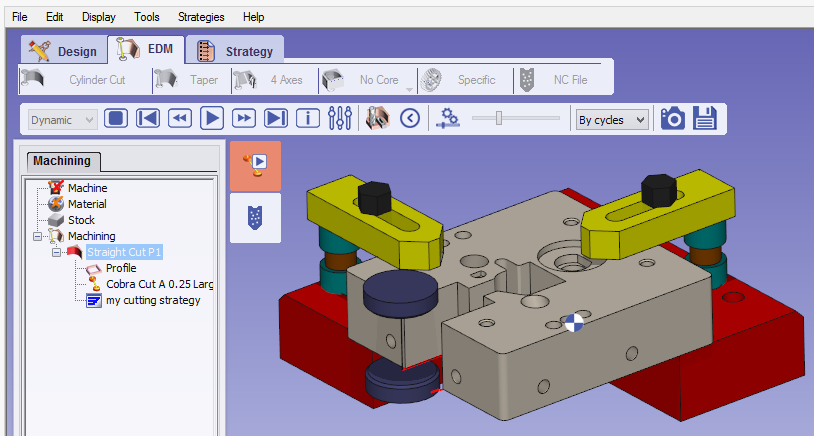 File Edit Display Tools Strategies Help
Design EDM Strategy
Cylinder Cut Taper 4 Axes No Core Specific NC File
Dynamic By cycles
Machining
Machine
Material
Stock
Machining
Straight Cut P1
Profile
Cobra Cut A 0.25 Larg
my cutting strategy